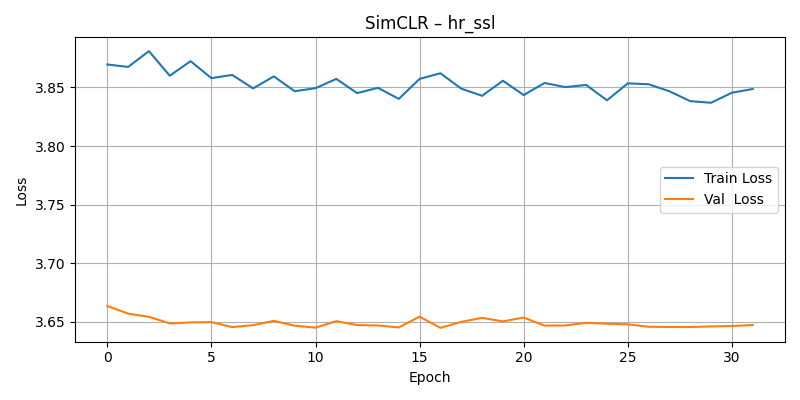 SimCLR – hr_ssl
Loss
3.85
3.80
3.75
3.70
3.65
Train Loss
Val  Loss
0 5 10 15 20 25 30
Epoch